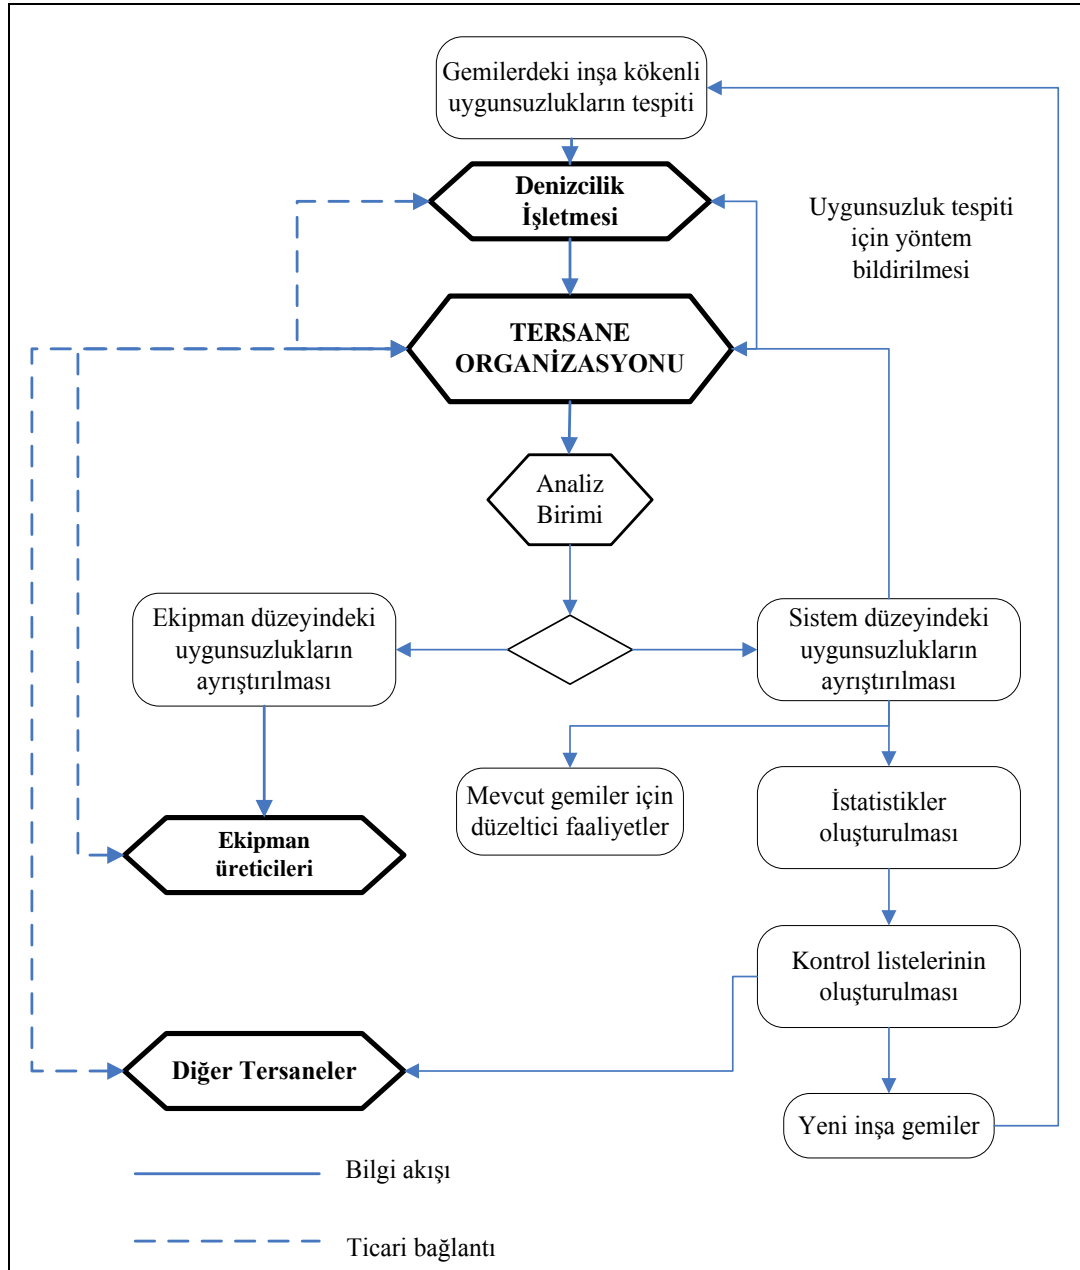 Gemilerdeki inşa kökenli
uygunsuzlukların tespiti
Denizcilik
İşletmesi
Uygunsuzluk tespiti
için yöntem
bildirilmesi
TERSANE
ORGANİZASYONU
Analiz
Birimi
Ekipman düzeyindeki
uygunsuzlukların
ayrıştırılması
Sistem düzeyindeki
uygunsuzlukların
ayrıştırılması
Mevcut gemiler için
düzeltici faaliyetler
İstatistikler
oluşturulması
Ekipman
üreticileri
Kontrol listelerinin
oluşturulması
Diğer Tersaneler
Yeni inşa gemiler
Bilgi akışı
Ticari bağlantı